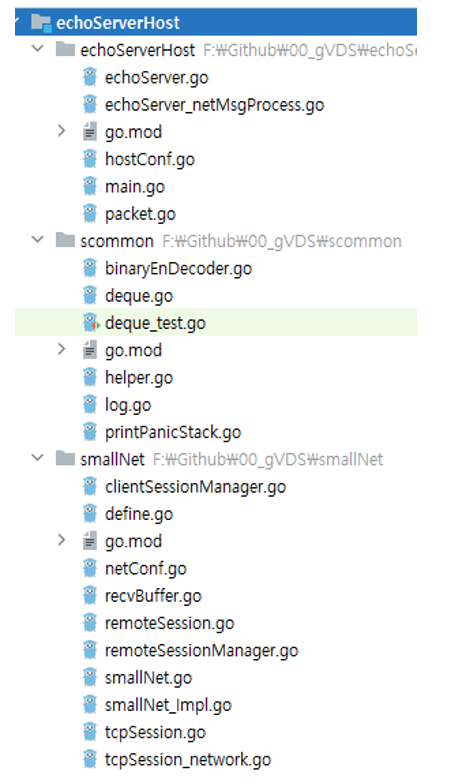 echoServerHost
echoServerHost F:₩Github₩00_gVDS₩echoSe
echoServer.go
echoServer_netMsgProcess.go
go.mod
hostConf.go
main.go
packet.go
scommon F:₩Github₩00_gVDS₩scommon
binaryEnDecoder.go
deque.go
deque_test.go
go.mod
helper.go
log.go
printPanicStack.go
smallNet F:₩Github₩00_gVDS₩smallNet
clientSessionManager.go
define.go
go.mod
netConf.go
recvBuffer.go
remoteSession.go
remoteSessionManager.go
smallNet.go
smallNet_Impl.go
tcpSession.go
tcpSession_network.go